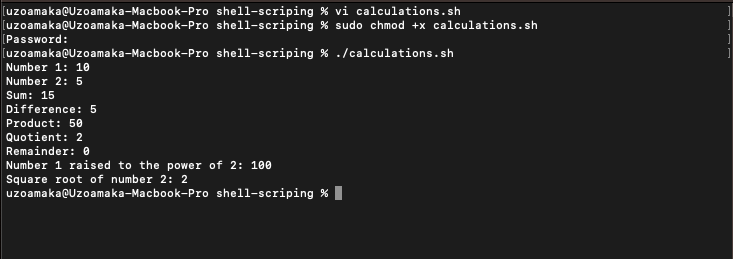 [uzoamaka@Uzoamaka-Macbook-Pro shell-scriping % vi calculations.sh ]
[uzoamaka@Uzoamaka-Macbook-Pro shell-scriping % sudo chmod +x calculations.sh ]
[Password: ]
[uzoamaka@Uzoamaka-Macbook-Pro shell-scriping % ./calculations.sh ]
Number 1: 10
Number 2: 5
Sum: 15
Difference: 5
Product: 50
Quotient: 2
Remainder: 0
Number 1 raised to the power of 2: 100
Square root of number 2: 2
uzoamaka@Uzoamaka-Macbook-Pro shell-scriping %